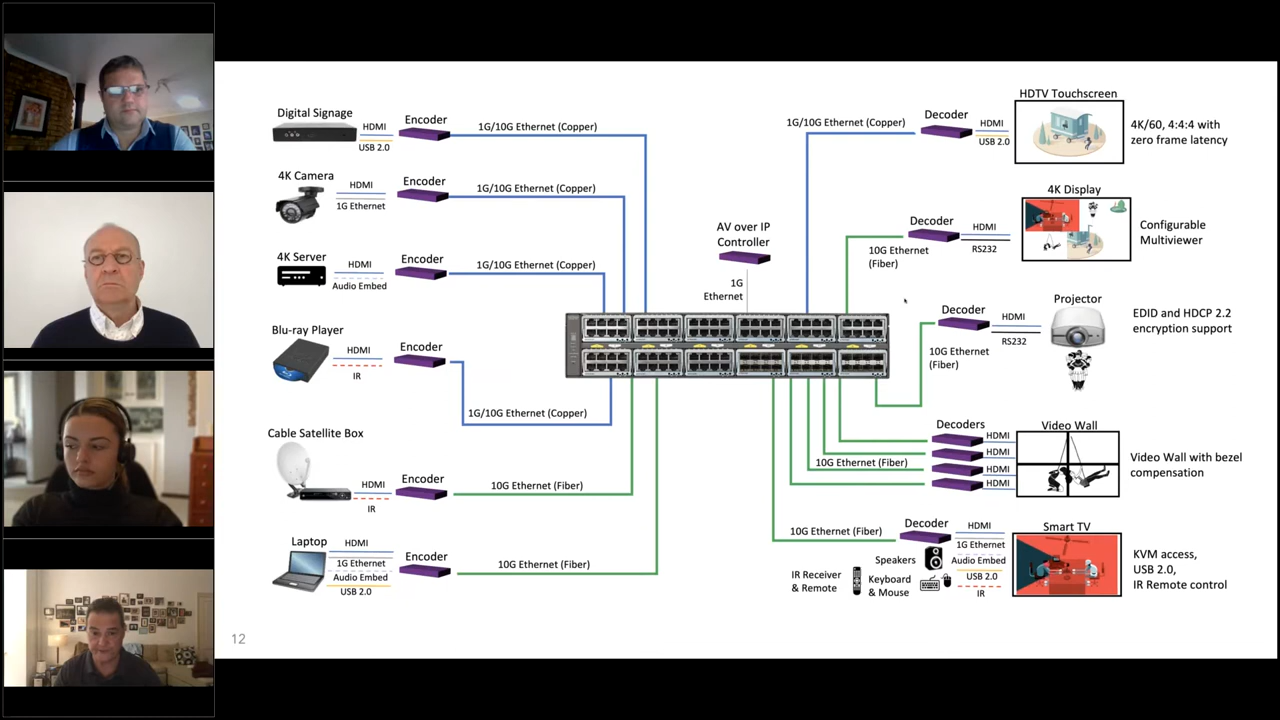 Digital Signage
HDMI
USB 2.0
Encoder
1G/10G Ethernet (Copper)
4K Camera
HDMI
1G Ethernet
Encoder
1G/10G Ethernet (Copper)
4K Server
HDMI
Audio Embed
Encoder
1G/10G Ethernet (Copper)
Blu-ray Player
HDMI
IR
Encoder
1G/10G Ethernet (Copper)
Cable Satellite Box
HDMI
IR
Encoder
10G Ethernet (Fiber)
Laptop
HDMI
1G Ethernet
Audio Embed
USB 2.0
Encoder
10G Ethernet (Fiber)
AV over IP
Controller
1G
Ethernet
1G/10G Ethernet (Copper)
Decoder
HDMI
USB 2.0
HDTV Touchscreen
4K/60, 4:4:4 with
zero frame latency
10G Ethernet
(Fiber)
Decoder
HDMI
RS232
4K Display
Configurable
Multiviewer
10G Ethernet
(Fiber)
Decoder
HDMI
RS232
Projector
EDID and HDCP 2.2
encryption support
10G Ethernet (Fiber)
Decoders
HDMI
HDMI
HDMI
HDMI
Video Wall
Video Wall with bezel
compensation
10G Ethernet (Fiber)
Decoder
HDMI
1G Ethernet
Audio Embed
USB 2.0
IR
Speakers
IR Receiver
& Remote
Keyboard
& Mouse
Smart TV
KVM access,
USB 2.0,
IR Remote control
12